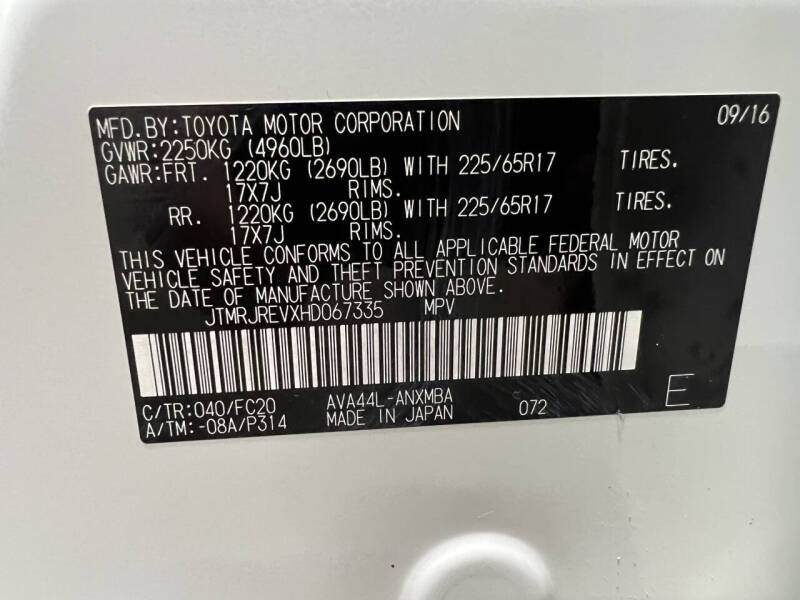 09/16
MFD.BY:TOYOTA MOTOR CORPORATION
GVWR:2250KG (4960LB)
GAWR:FRT. 1220KG (2690LB) WITH 225/65R17 TIRES.
17X7J RIMS.
RR. 1220KG (2690LB) WITH 225/65R17 TIRES.
17X7J RIMS.
THIS VEHICLE CONFORMS TO ALL APPLICABLE FEDERAL MOTOR
VEHICLE SAFETY AND THEFT PREVENTION STANDARDS IN EFFECT ON
THE DATE OF MANUFACTURE SHOWN ABOVE.
JTMRJREVXHD067335 MPV
C/TR:040/FC20 AVA44L-ANXMBA 072 E
A/TM:-08A/P314 MADE IN JAPAN